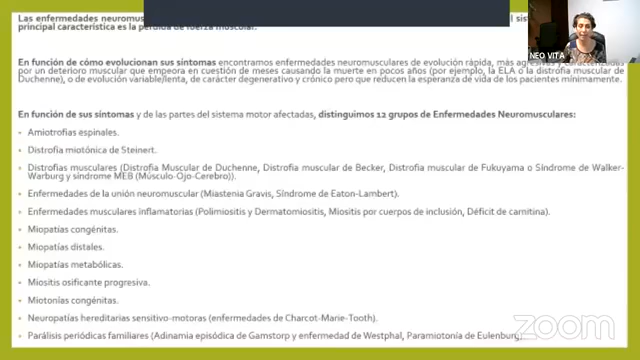 Las enfermedades neuromus
principal característica es la pérdida de fuerza muscular.
En función de cómo evolucionan sus síntomas encontramos enfermedades neuromusculares de evolución rápida, más agresivas y caracterizadas
por un deterioro muscular que empeora en cuestión de meses causando la muerte en pocos años (por ejemplo, la ELA o la distrofia muscular de
Duchenne), o de evolución variable/lenta, de carácter degenerativo y crónico pero que reducen la esperanza de vida de los pacientes mínimamente.
En función de sus síntomas y de las partes del sistema motor afectadas, distinguimos 12 grupos de Enfermedades Neuromusculares:
Amiotrofias espinales.
Distrofia miotónica de Steinert.
Distrofias musculares (Distrofia Muscular de Duchenne, Distrofia muscular de Becker, Distrofia muscular de Fukuyama o Síndrome de Walker-
Warburg y síndrome MEB (Músculo-Ojo-Cerebro)).
Enfermedades de la unión neuromuscular (Miastenia Gravis, Síndrome de Eaton-Lambert).
Enfermedades musculares inflamatorias (Polimiositis y Dermatomiositis, Miositis por cuerpos de inclusión, Déficit de carnitina).
Miopatías congénitas.
Miopatías distales.
Miopatías metabólicas.
Miositis osificante progresiva.
Miotonías congénitas.
Neuropatías hereditarias sensitivo-motoras (enfermedades de Charcot-Marie-Tooth).
Parálisis periódicas familiares (Adinamia episódica de Gamstorp y enfermedad de Westphal, Paramiotonía de Eulenburg)
NEO VITA
zoom